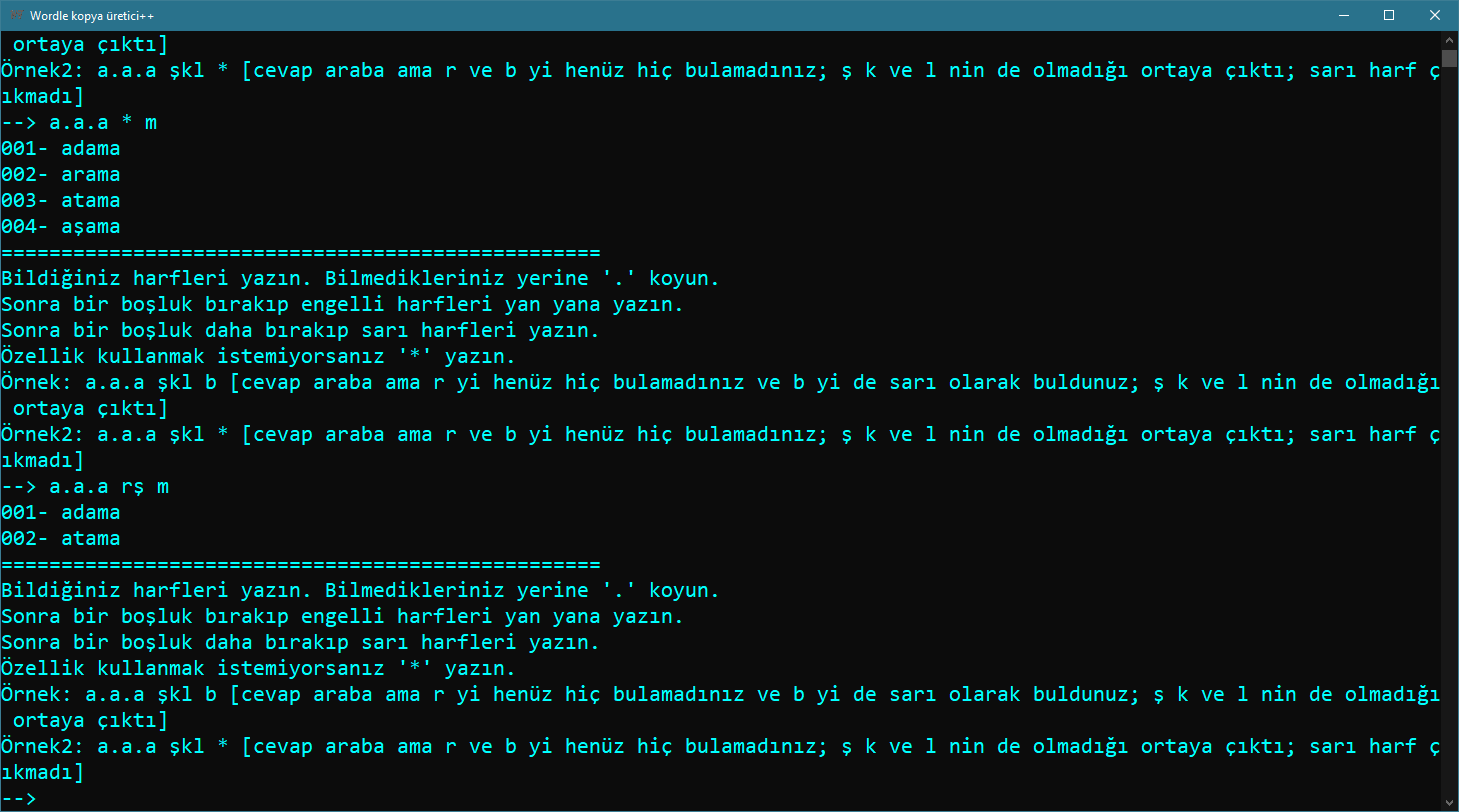 Wordle kopya üretici++
ortaya çıktı]
Örnek2: a.a.a şkl * [cevap araba ama r ve b yi henüz hiç bulamadınız; ş k ve l nin de olmadığı ortaya çıktı; sarı harf ç
ıkmadı]
--> a.a.a * m
001- adama
002- arama
003- atama
004- aşama
==================================================
Bildiğiniz harfleri yazın. Bilmedikleriniz yerine '.' koyun.
Sonra bir boşluk bırakıp engelli harfleri yan yana yazın.
Sonra bir boşluk daha bırakıp sarı harfleri yazın.
Özellik kullanmak istemiyorsanız '*' yazın.
Örnek: a.a.a şkl b [cevap araba ama r yi henüz hiç bulamadınız ve b yi de sarı olarak buldunuz; ş k ve l nin de olmadığı
ortaya çıktı]
Örnek2: a.a.a şkl * [cevap araba ama r ve b yi henüz hiç bulamadınız; ş k ve l nin de olmadığı ortaya çıktı; sarı harf ç
ıkmadı]
--> a.a.a rş m
001- adama
002- atama
==================================================
Bildiğiniz harfleri yazın. Bilmedikleriniz yerine '.' koyun.
Sonra bir boşluk bırakıp engelli harfleri yan yana yazın.
Sonra bir boşluk daha bırakıp sarı harfleri yazın.
Özellik kullanmak istemiyorsanız '*' yazın.
Örnek: a.a.a şkl b [cevap araba ama r yi henüz hiç bulamadınız ve b yi de sarı olarak buldunuz; ş k ve l nin de olmadığı
ortaya çıktı]
Örnek2: a.a.a şkl * [cevap araba ama r ve b yi henüz hiç bulamadınız; ş k ve l nin de olmadığı ortaya çıktı; sarı harf ç
ıkmadı]
-->